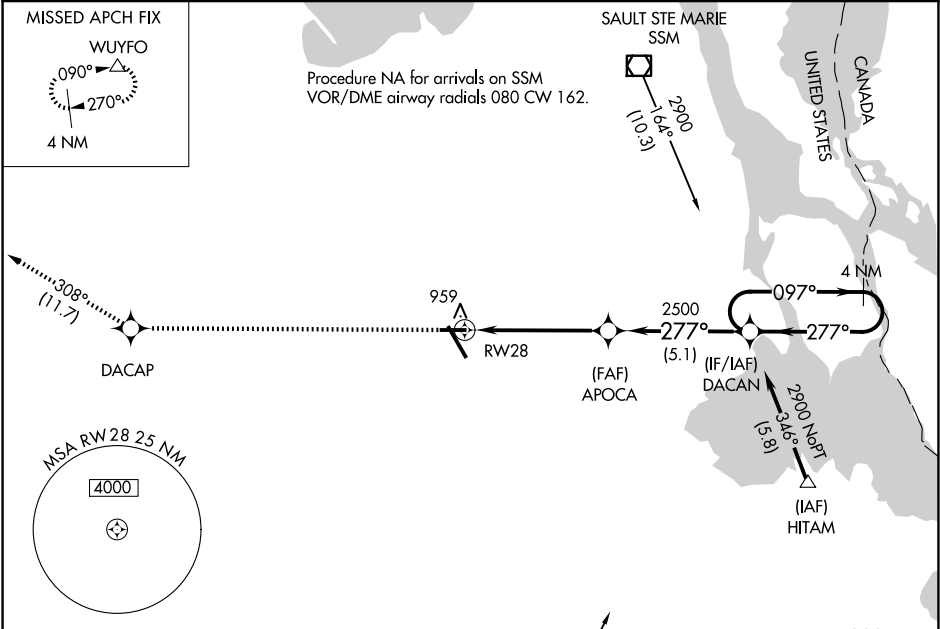 MISSED APCH FIX
WUYFO
090°
270°
4 NM
Procedure NA for arrivals on SSM
VOR/DME airway radials 080 CW 162.
SAULT STE MARIE
SSM
2900
164°
(10.3)
CANADA
UNITED STATES
308°
(11.7)
DACAP
959
RW28
(FAF)
APOCA
2500
277°
(5.1)
(IF/IAF)
DACAN
4 NM
097°
277°
2900 NoPT
346°
(5.8)
(IAF)
HITAM
MSA RW28 25 NM
4000